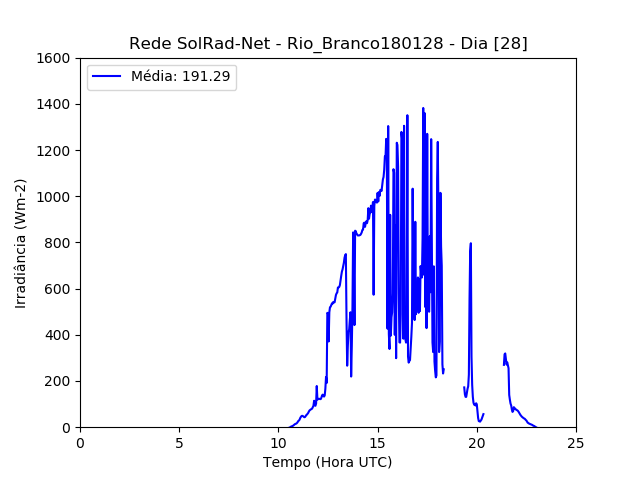 Rede SolRad-Net - Rio_Branco180128 - Dia [28]
Média: 191.29
Irradiância (Wm-2)
1600
1400
1200
1000
800
600
400
200
0
0 5 10 15 20 25
Tempo (Hora UTC)